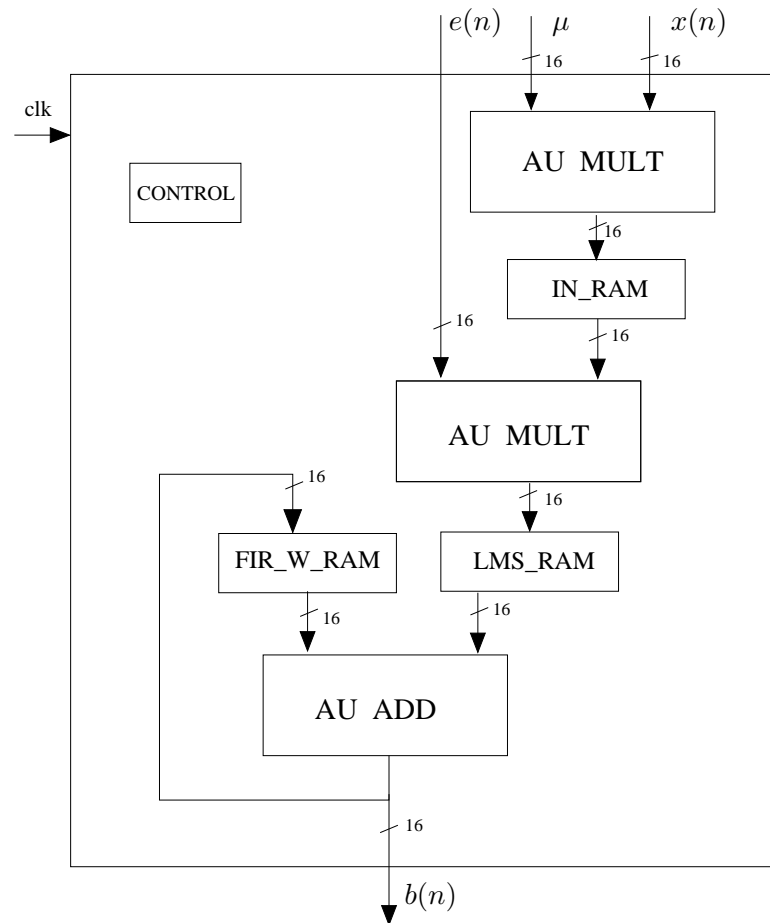 e(n) μ x(n)
16 16
clk
AU MULT
CONTROL
16
IN_RAM
16 16
AU MULT
16 16
FIR_W_RAM LMS_RAM
16 16
AU ADD
16
b(n)